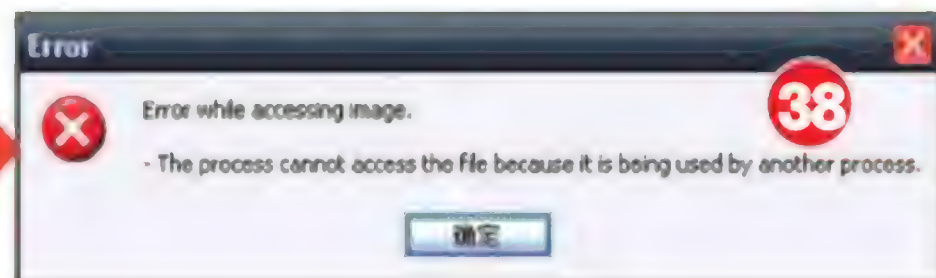 Error
38
Error while accessing image.
- The process cannot access the file because it is being used by another process.
确定